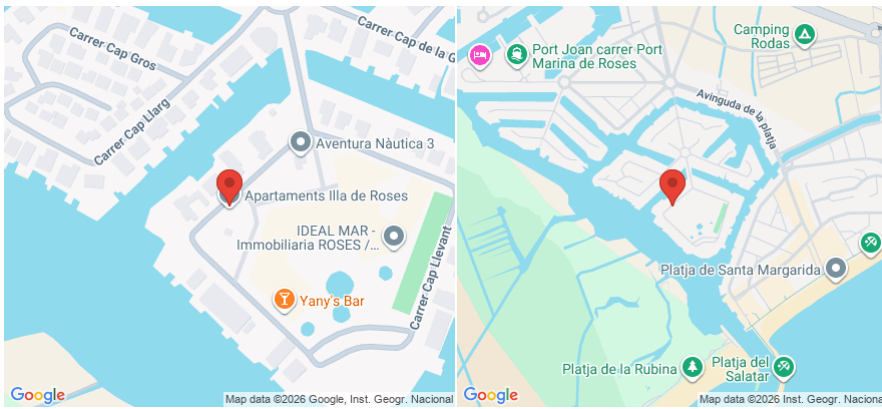 Carrer Cap Gros
Carrer Cap de la G
Carrer Cap Llarg
Aventura Nàutica 3
Apartaments Illa de Roses
IDEAL MAR -
Immobiliaria ROSES /...
Carrer Cap Llevant
Yany's Bar
Google
Map data ©2026 Google, Inst. Geogr. Nacional
Camping
Rodas
Port Joan carrer Port
Marina de Roses
Avinguda de la platja
Platja de Santa Margarida
Platja de la Rubina
Platja del
Salatar
Google
Map data ©2026 Inst. Geogr. Nacional